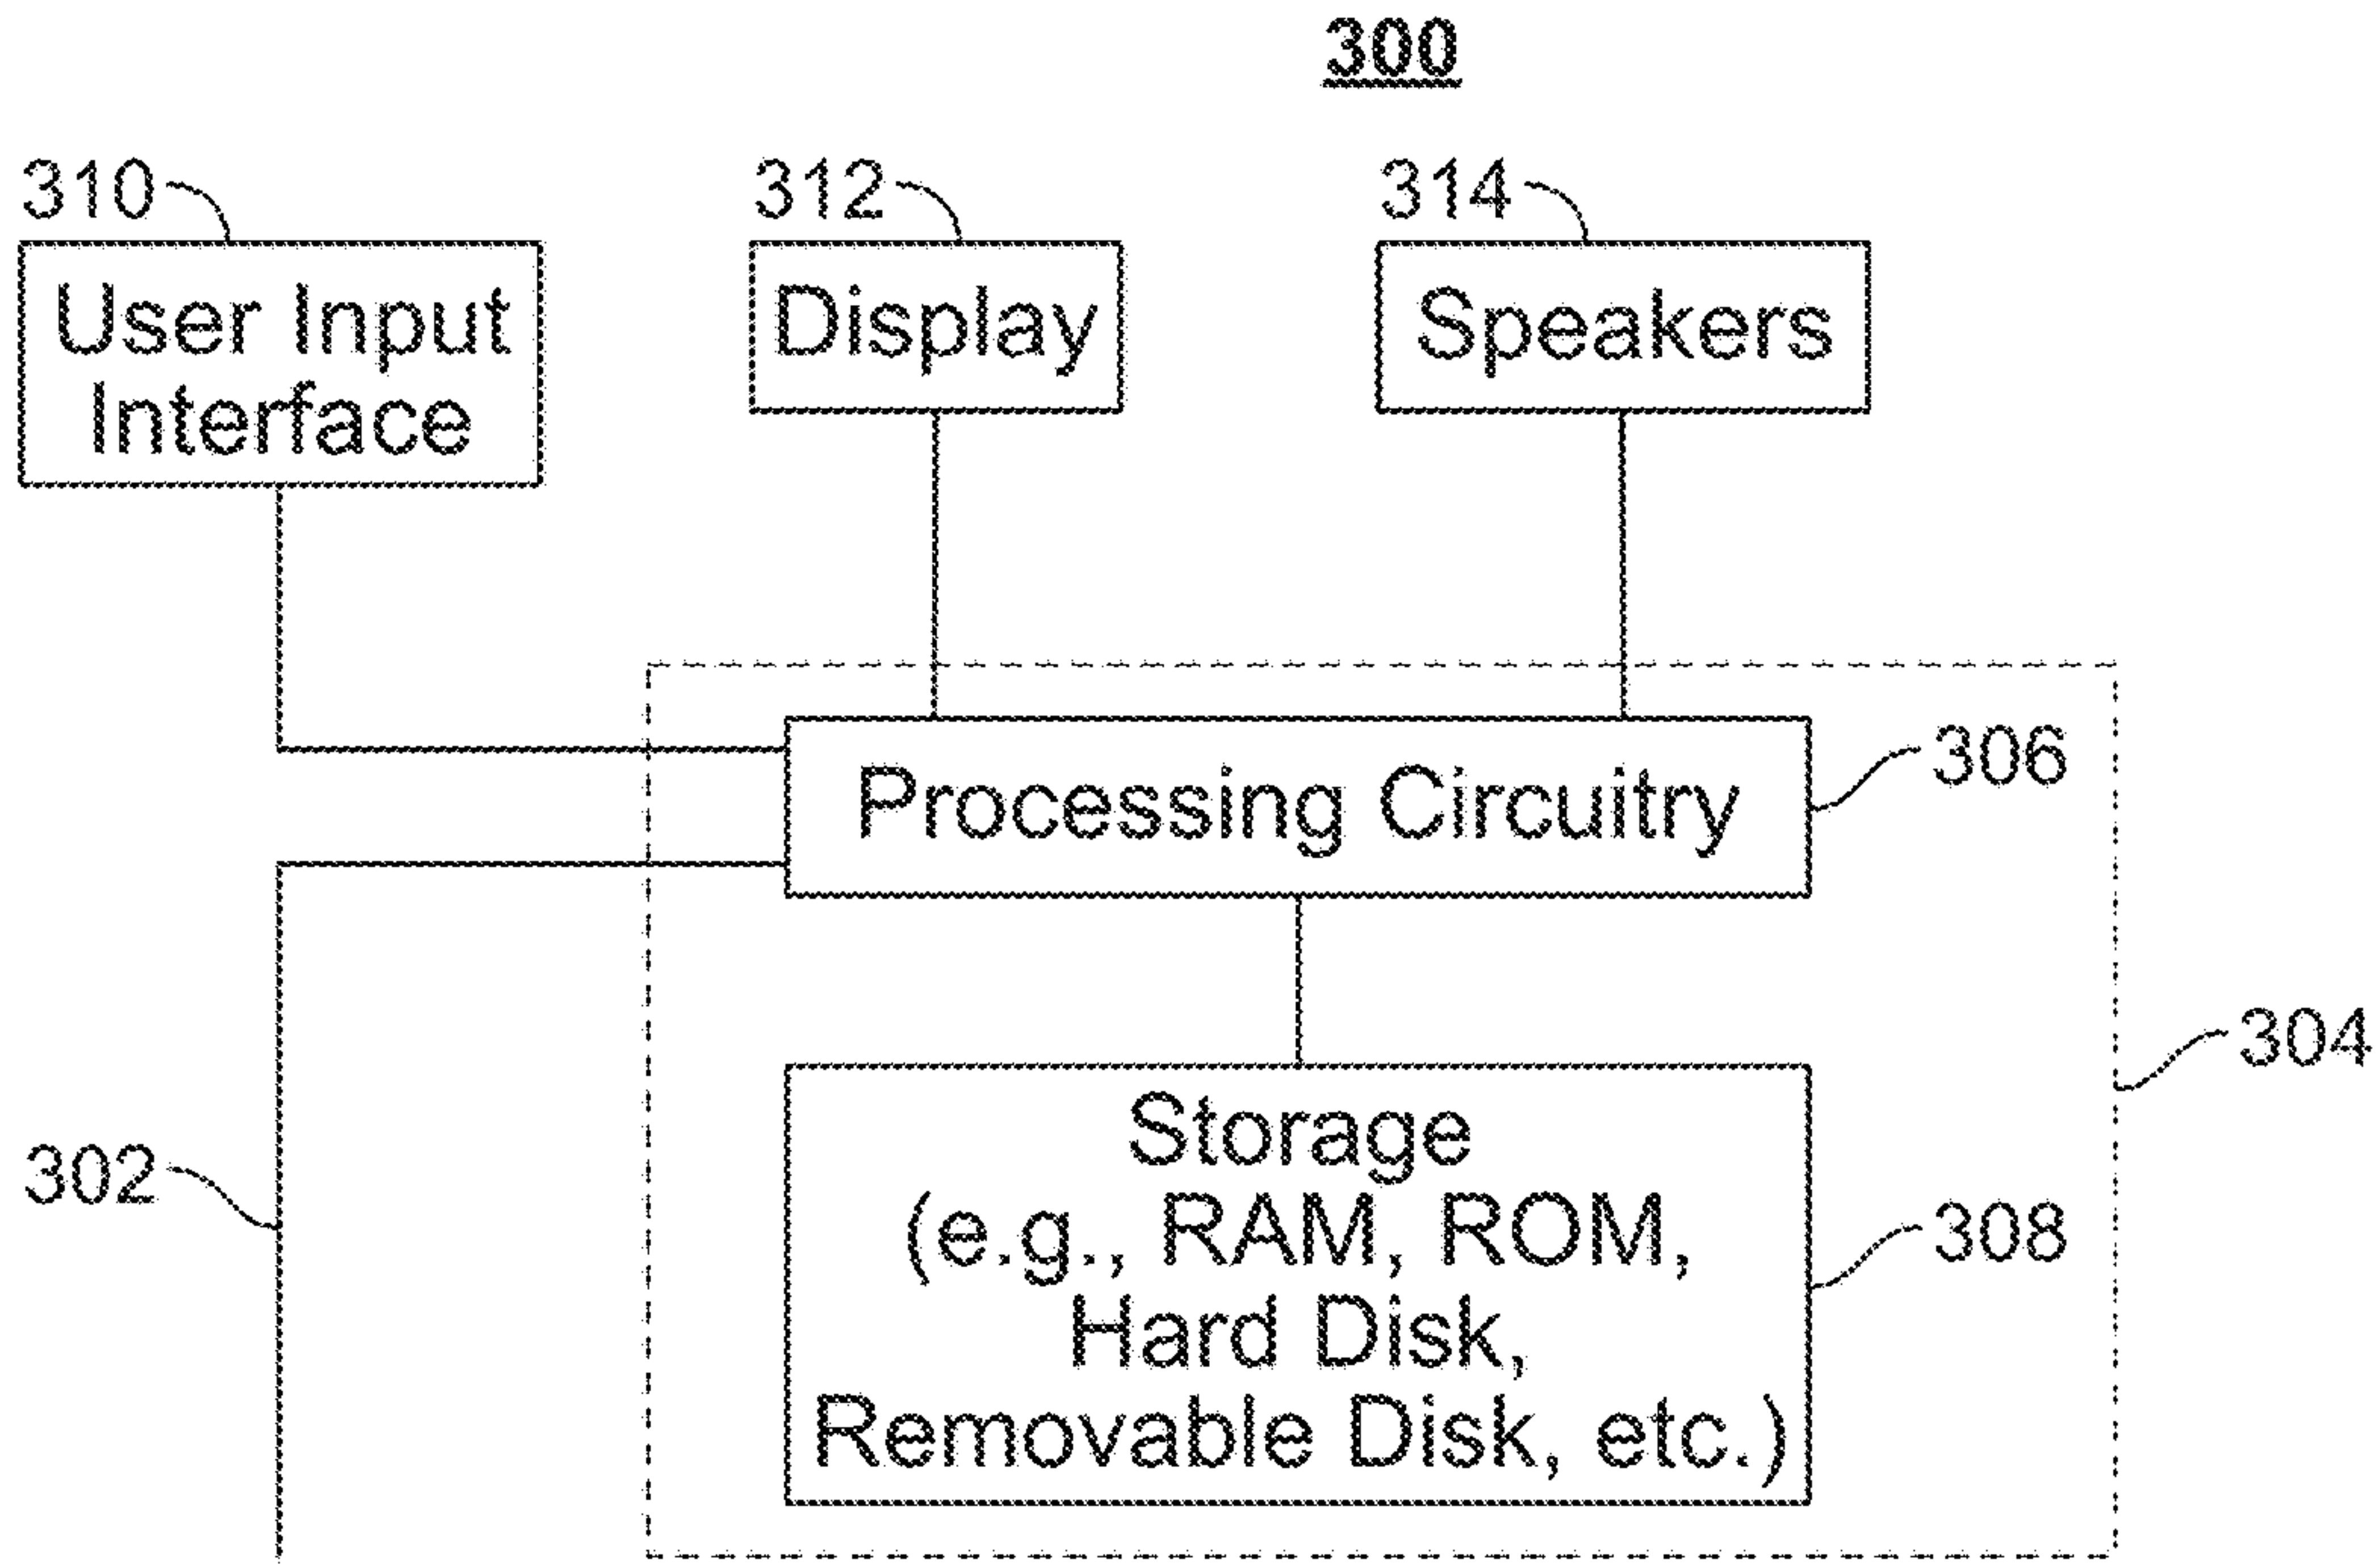 300
310
312
314
User Input
Interface
Display
Speakers
Processing Circuitry
306
304
302
Storage
(e.g., RAM, ROM,
Hard Disk,
Removable Disk, etc.)
308